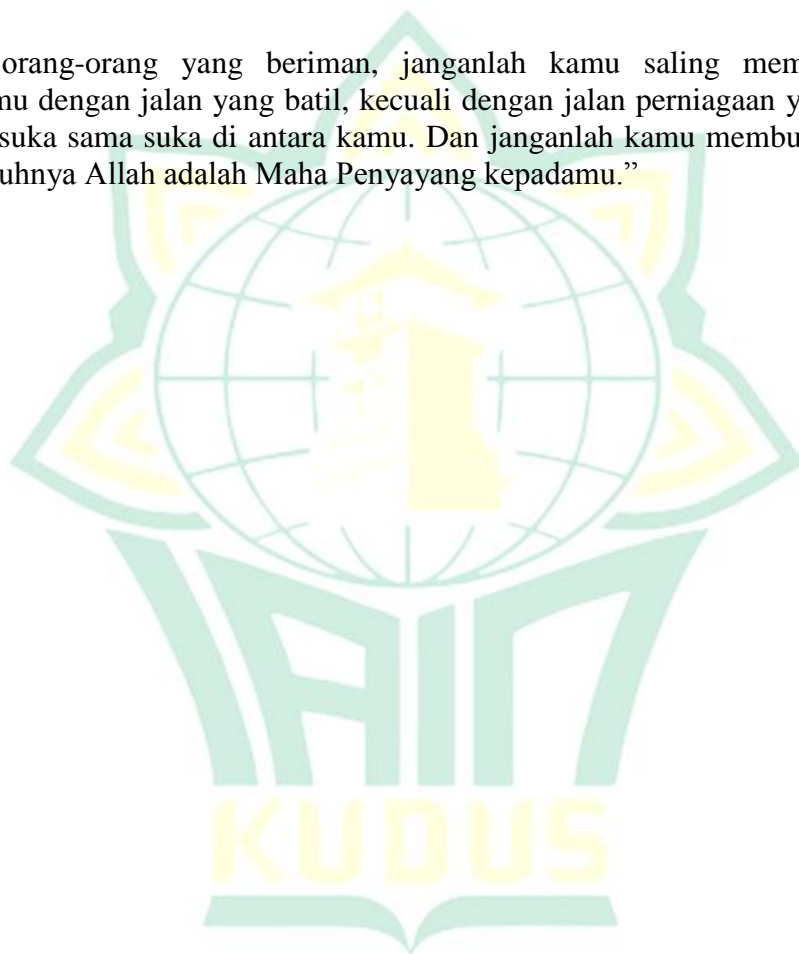 orang-orang yang beriman, janganlah kamu saling mem
mu dengan jalan yang batil, kecuali dengan jalan perniagaan y
suka sama suka di antara kamu. Dan janganlah kamu membu
uhnya Allah adalah Maha Penyayang kepadamu.”
IAIN
KUDUS